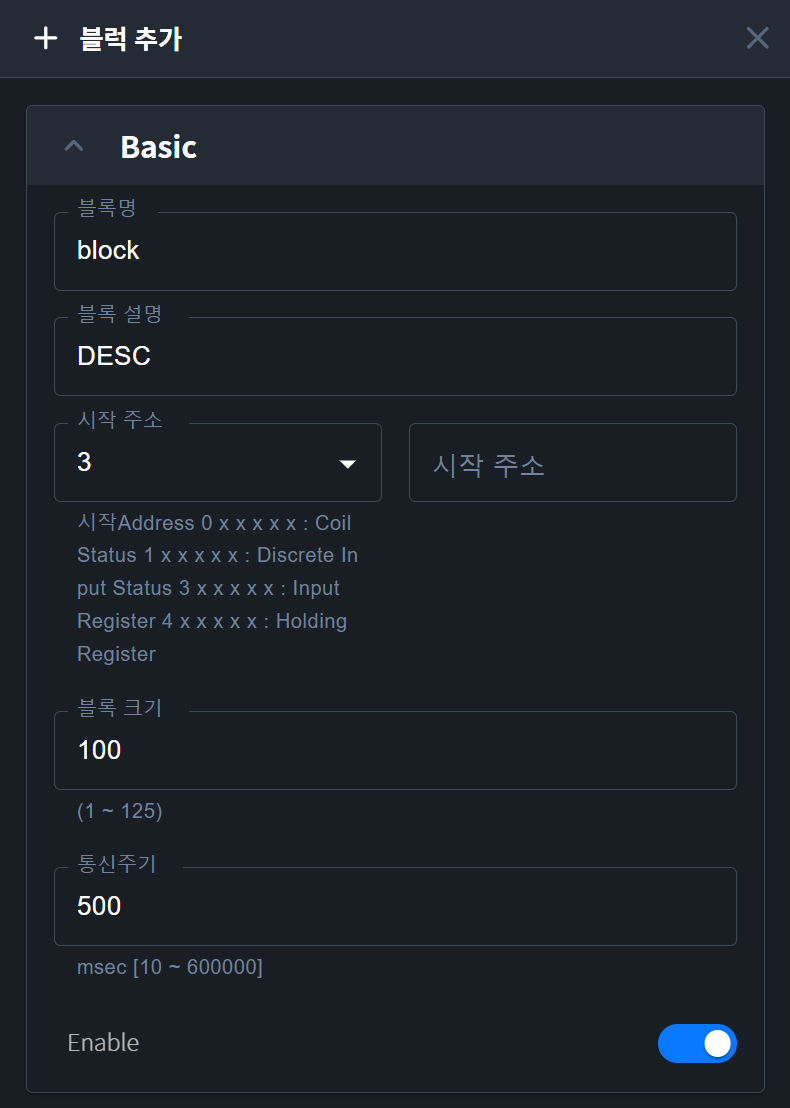 블럭 추가
Basic
블록명
block
블록 설명
DESC
시작 주소
3
시작 주소
시작Address 0 x x x x x : Coil
Status 1 x x x x x : Discrete In
put Status 3 x x x x x : Input
Register 4 x x x x x : Holding
Register
블록 크기
100
(1 ~ 125)
통신주기
500
msec [10 ~ 600000]
Enable